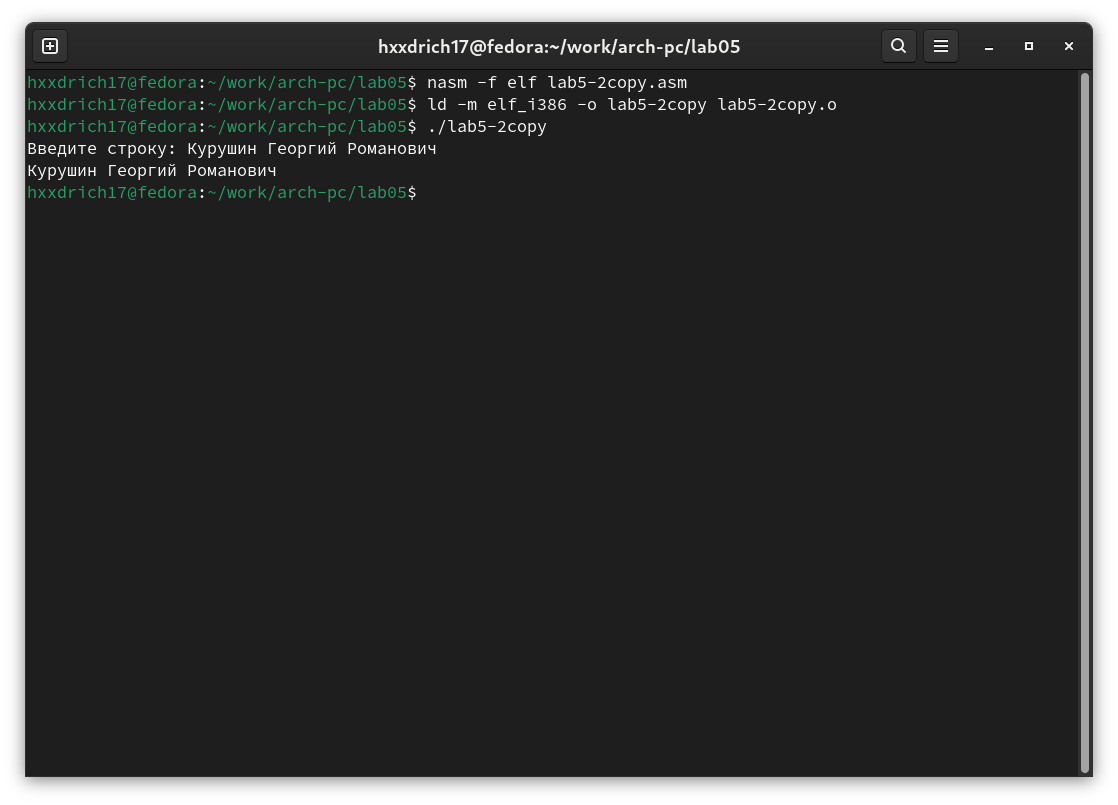 hxxdrich17@fedora:~/work/arch-pc/lab05
hxxdrich17@fedora:~/work/arch-pc/lab05$ nasm -f elf lab5-2copy.asm
hxxdrich17@fedora:~/work/arch-pc/lab05$ ld -m elf_i386 -o lab5-2copy lab5-2copy.o
hxxdrich17@fedora:~/work/arch-pc/lab05$ ./lab5-2copy
Введите строку: Курушин Георгий Романович
Курушин Георгий Романович
hxxdrich17@fedora:~/work/arch-pc/lab05$